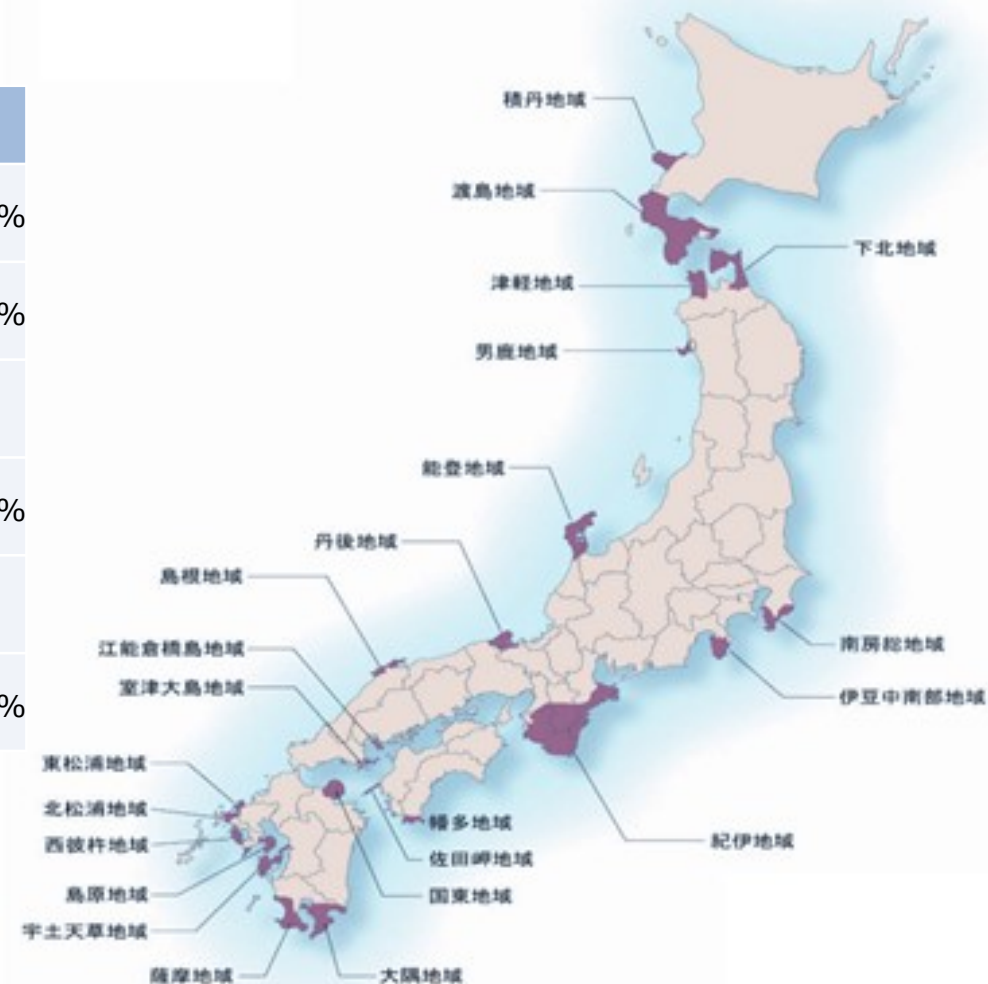 %
%
%
%
積丹地域
渡島地域
下北地域
津軽地域
男鹿地域
能登地域
丹後地域
島根地域
江能倉橋島地域
室津大島地域
南房総地域
伊豆中南部地域
東松浦地域
北松浦地域
西彼杵地域
島原地域
宇土天草地域
薩摩地域
大隅地域
幡多地域
佐田岬地域
国東地域
紀伊地域